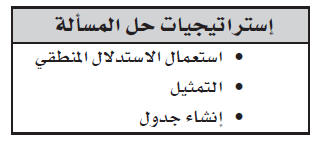 إستراتيجيات حل المسألة
• استعمال الاستدلال المنطقي
• التمثيل
• إنشاء جدول